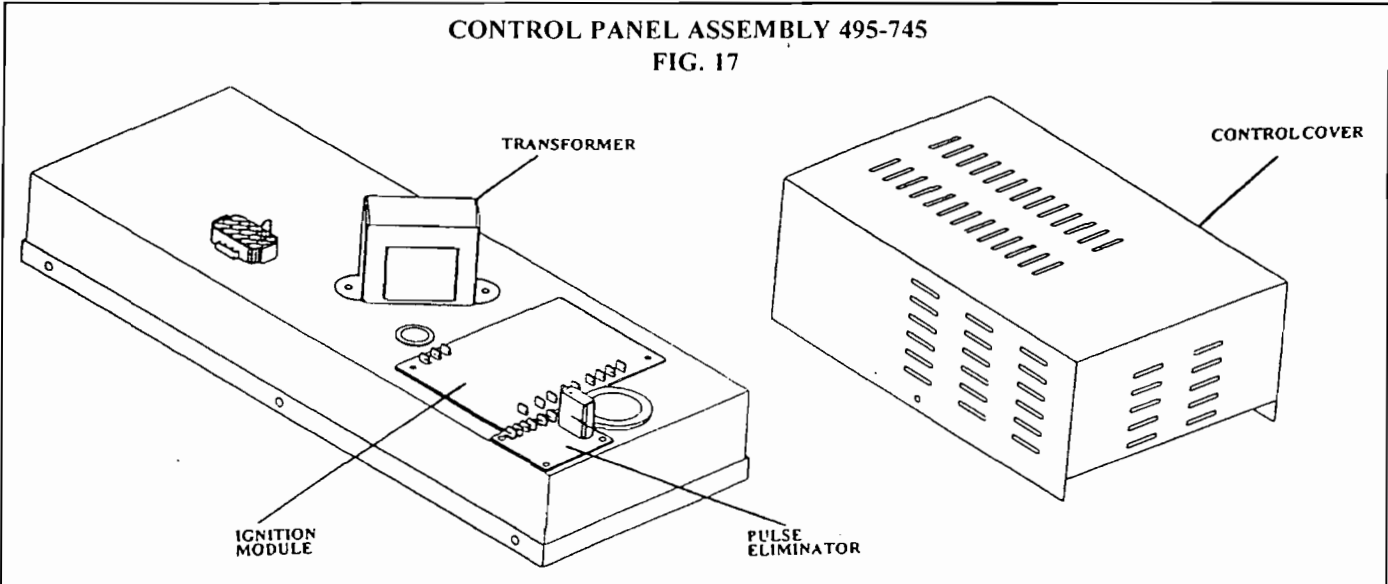 CONTROL PANEL ASSEMBLY 495-745
FIG. 17
TRANSFORMER
CONTROL COVER
IGNITION
MODULE
PULSE
ELIMINATOR